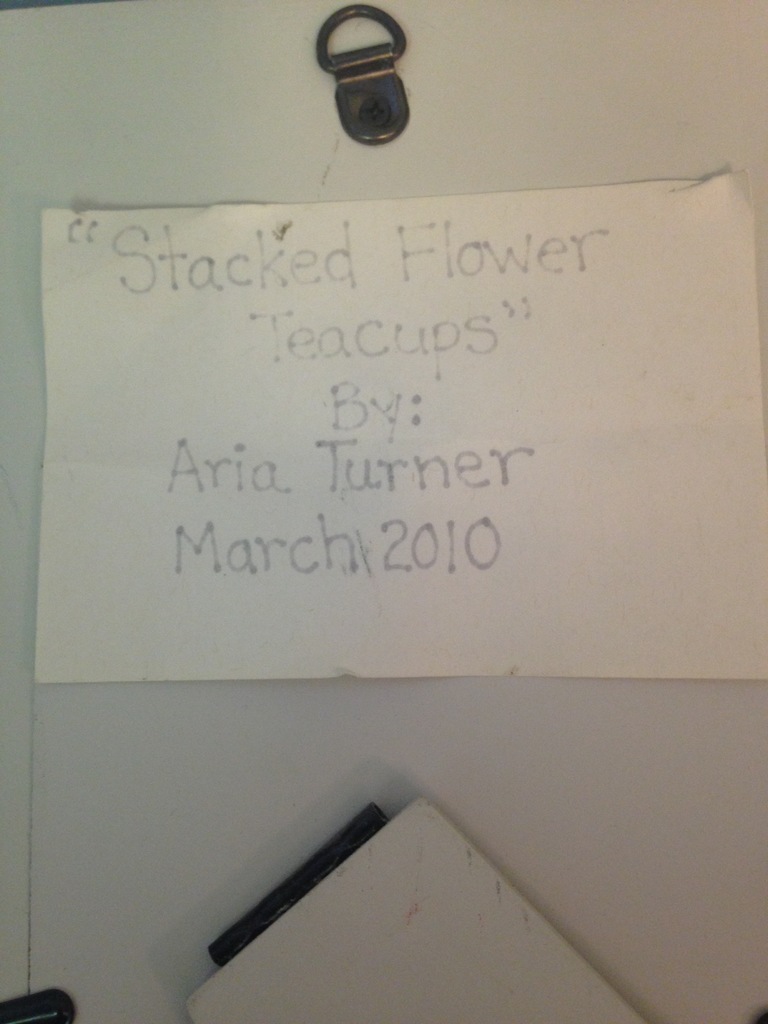 “Stacked Flower
Teacups”
By:
Aria Turner
March 2010